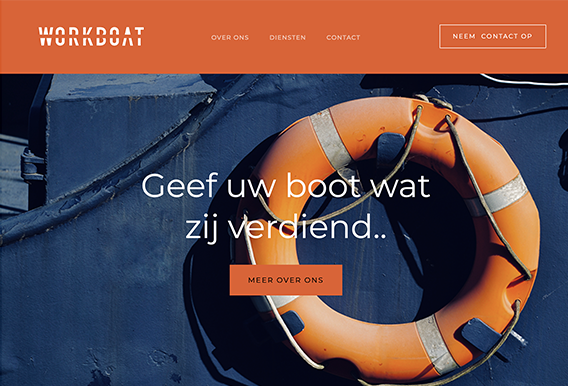 WORKBOAT
OVER ONS DIENSTEN CONTACT
NEEM CONTACT OP
Geef uw boot wat
zij verdiend..
MEER OVER ONS